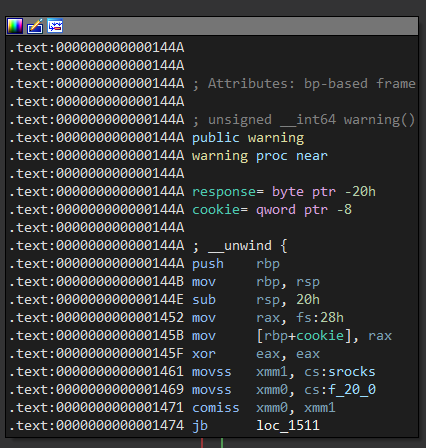 .text:000000000000144A
.text:000000000000144A
.text:000000000000144A ; Attributes: bp-based frame
.text:000000000000144A
.text:000000000000144A ; unsigned __int64 warning()
.text:000000000000144A public warning
.text:000000000000144A warning proc near
.text:000000000000144A
.text:000000000000144A response= byte ptr -20h
.text:000000000000144A cookie= qword ptr -8
.text:000000000000144A
.text:000000000000144A ; __unwind {
.text:000000000000144A push rbp
.text:000000000000144B mov rbp, rsp
.text:000000000000144E sub rsp, 20h
.text:0000000000001452 mov rax, fs:28h
.text:000000000000145B mov [rbp+cookie], rax
.text:000000000000145F xor eax, eax
.text:0000000000001461 movss xmm1, cs:srocks
.text:0000000000001469 movss xmm0, cs:f_20_0
.text:0000000000001471 comiss xmm0, xmm1
.text:0000000000001474 jb loc_1511